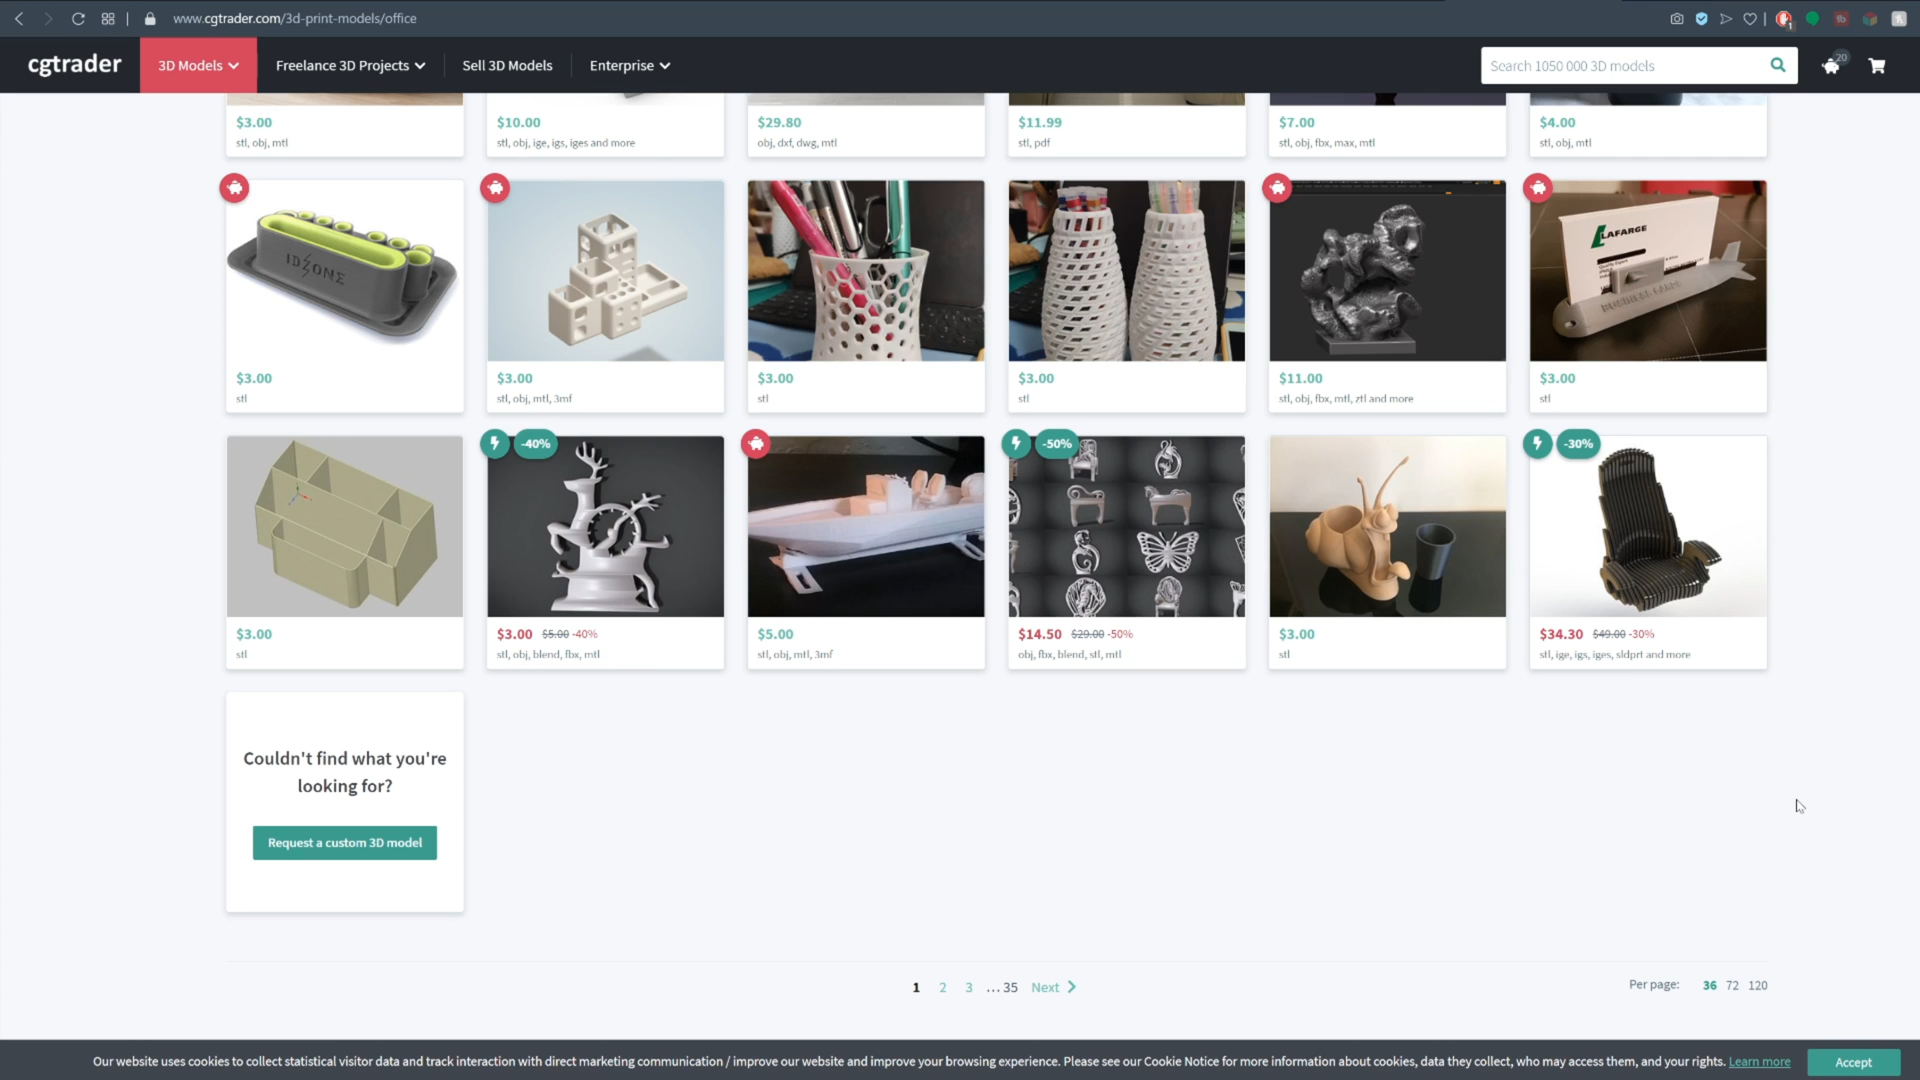 www.cgtrader.com/3d-print-models/office
cgtrader
3D Models
Freelance 3D Projects
Sell 3D Models
Enterprise
Search 1050 000 3D models
20
$3.00
stl, obj, mtl
$10.00
stl, obj, ige, igs, iges and more
$29.80
obj, dxf, dwg, mtl
$11.99
stl, pdf
$7.00
stl, obj, fbx, max, mtl
$4.00
stl, obj, mtl
IDZONE
$3.00
stl
$3.00
stl, obj, mtl, 3mf
$3.00
stl
$3.00
stl
$11.00
stl, obj, fbx, mtl, ztl and more
LAFARGE
$3.00
stl
$3.00
stl
-40%
$3.00 $5.00 -40%
stl, obj, blend, fbx, mtl
$5.00
stl, obj, mtl, 3mf
-50%
$14.50 $29.00 -50%
obj, fbx, blend, stl, mtl
$3.00
stl
-30%
$34.30 $49.00 -30%
stl, ige, igs, iges, sldprt and more
Couldn't find what you're
looking for?
Request a custom 3D model
1 2 3 ...35 Next
Per page: 36 72 120
Our website uses cookies to collect statistical visitor data and track interaction with direct marketing communication / improve our website and improve your browsing experience. Please see our Cookie Notice for more information about cookies, data they collect, who may access them, and your rights. Learn more
Accept